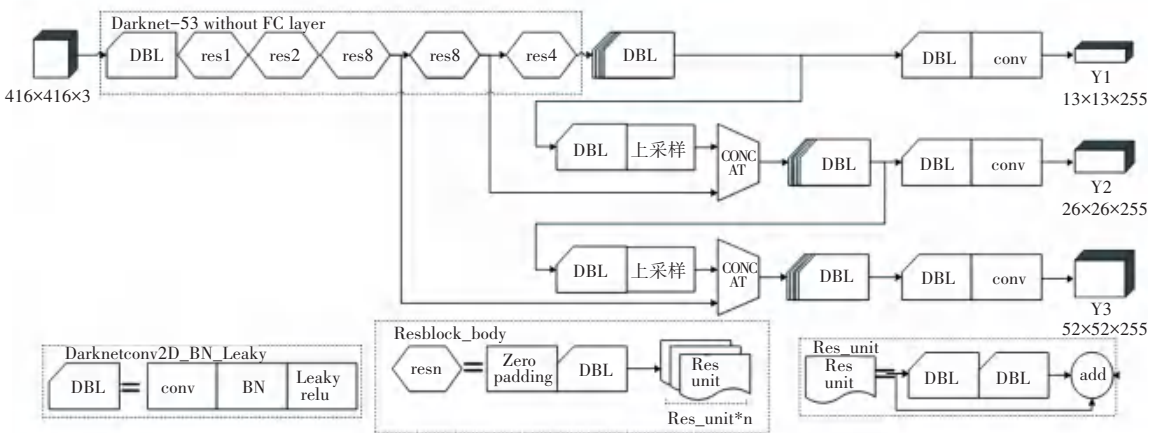 Darknet-53 without FC layer
DBL res1 res2 res8 res8 res4 DBL DBL conv
416×416×3
Y1
13×13×255
DBL 上采样 CONC
AT DBL DBL conv
Y2
26×26×255
DBL 上采样 CONC
AT DBL DBL conv
Y3
52×52×255
Darknetconv2D_BN_Leaky
DBL = conv BN Leaky
relu
Resblock_body
resn = Zero
padding DBL Res
unit
Res_unit*n
Res_unit
Res
unit = DBL DBL add